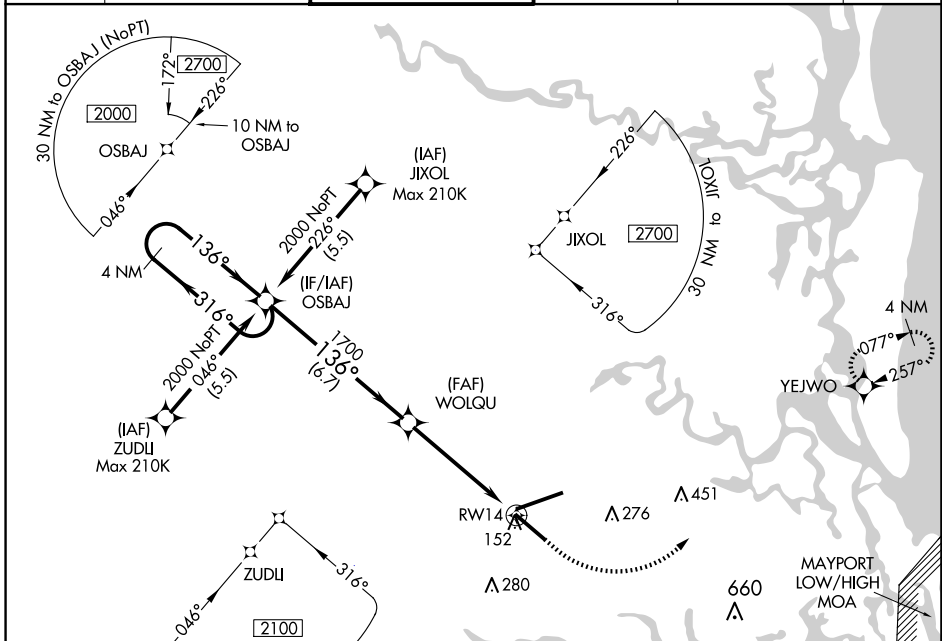 30 NM to OSBAJ (NoPT)
172°
2700
226°
2000
10 NM to
OSBAJ
OSBAJ
046°
(IAF)
JIXOL
Max 210K
2000 NoPT
226°
(5.5)
226°
JIXOL
2700
30 NM to JIXOL
316°
136°
4 NM
316°
(IF/IAF)
OSBAJ
2000 NoPT
046°
(5.5)
1700
136°
(6.7)
4 NM
077°
257°
YEJWO
(IAF)
ZUDLI
Max 210K
(FAF)
WOLQU
RW14
152
276
451
280
660
MAYPORT
LOW/HIGH
MOA
ZUDLI
316°
046°
2100